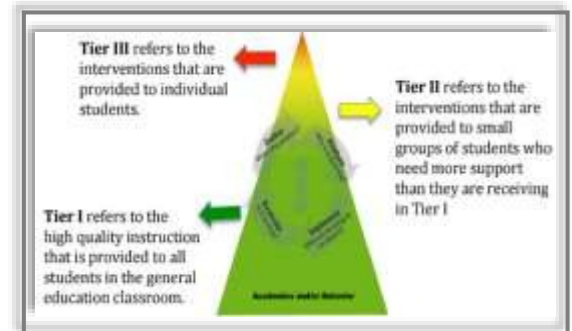 Tier III refers to the
interventions that are
provided to individual
students.
Tier II refers to the
interventions that are
provided to small
groups of students who
need more support
than they are receiving
in Tier I
Tier I refers to the
high quality instruction
that is provided to all
students in the general
education classroom.
Academics and/or Behavior